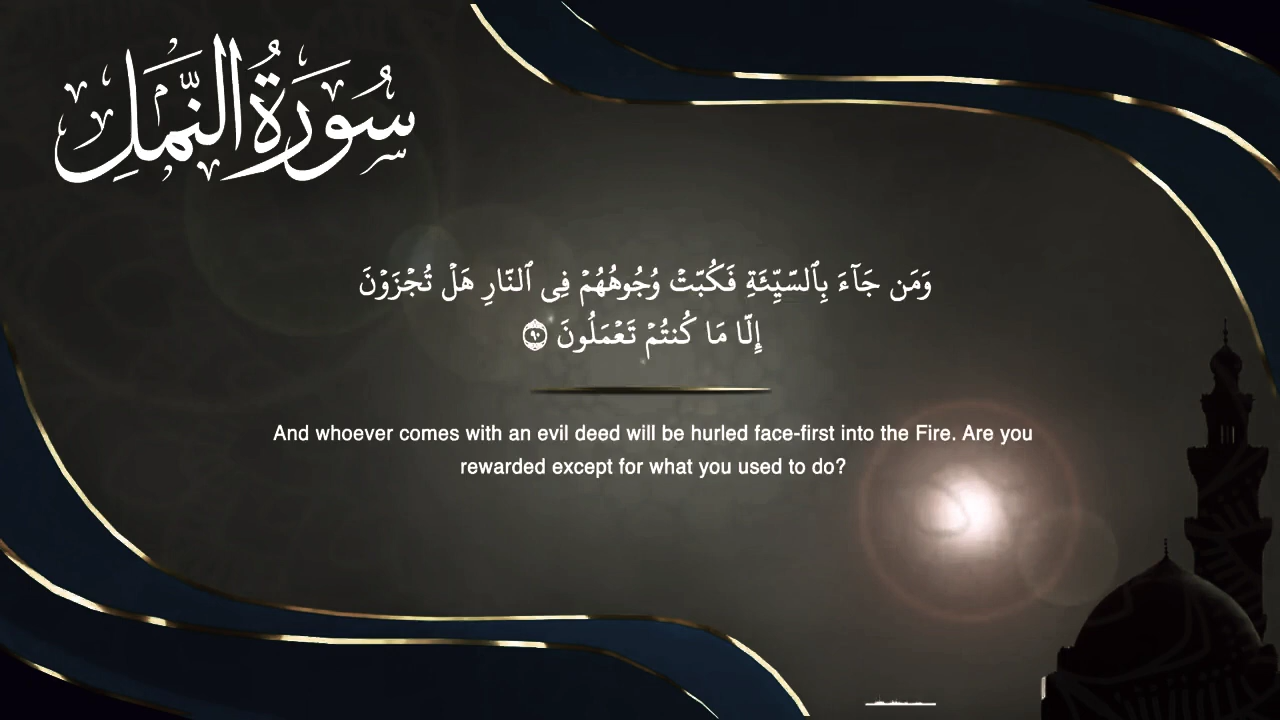 سُورَةُ النَّمل
وَمَن جَآءَ بِٱلسَّيِّئَةِ فَكُبَّتْ وُجُوهُهُمْ فِى ٱلنَّارِ هَلْ تُجْزَوْنَ
إِلَّا مَا كُنتُمْ تَعْمَلُونَ ٩٠
And whoever comes with an evil deed will be hurled face-first into the Fire. Are you
rewarded except for what you used to do?